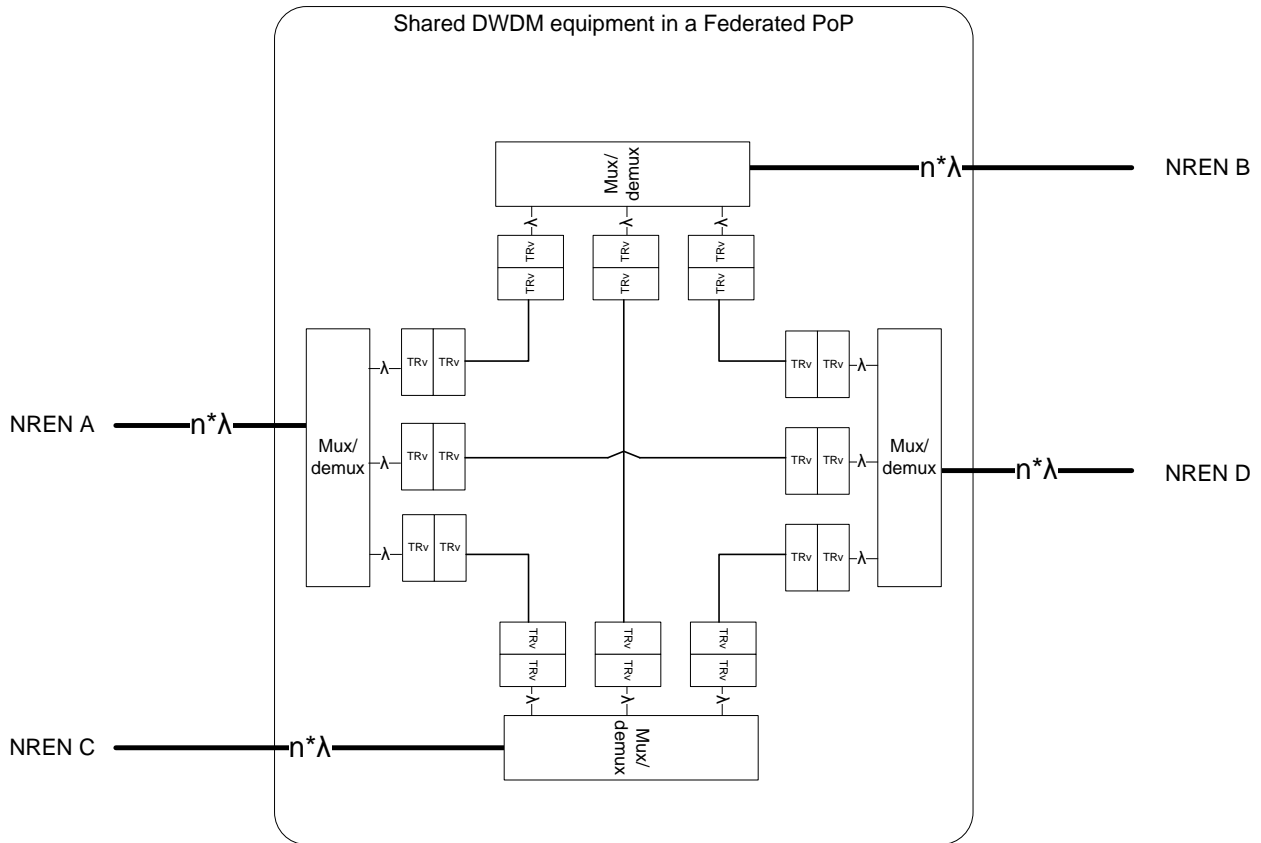 Shared DWDM equipment in a Federated PoP
Mux/
demux
n*λ
NREN B
λ
λ
λ
TRv
TRv
TRv
TRv
TRv
TRv
NREN A
n*λ
Mux/
demux
λ
TRv
TRv
λ
TRv
TRv
λ
TRv
TRv
TRv
TRv
λ
TRv
TRv
λ
TRv
TRv
λ
Mux/
demux
n*λ
NREN D
TRv
TRv
TRv
TRv
TRv
TRv
λ
λ
λ
NREN C
n*λ
Mux/
demux